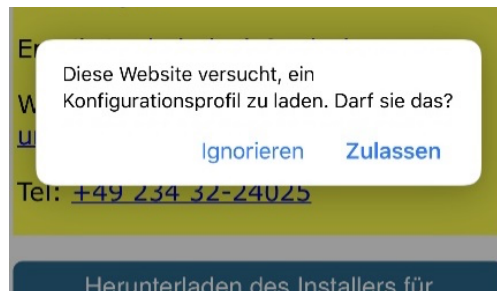 Diese Website versucht, ein
Konfigurationsprofil zu laden. Darf sie das?
Ignorieren Zulassen
Tel: +49 234 32-24025
Herunterladen des Installers für